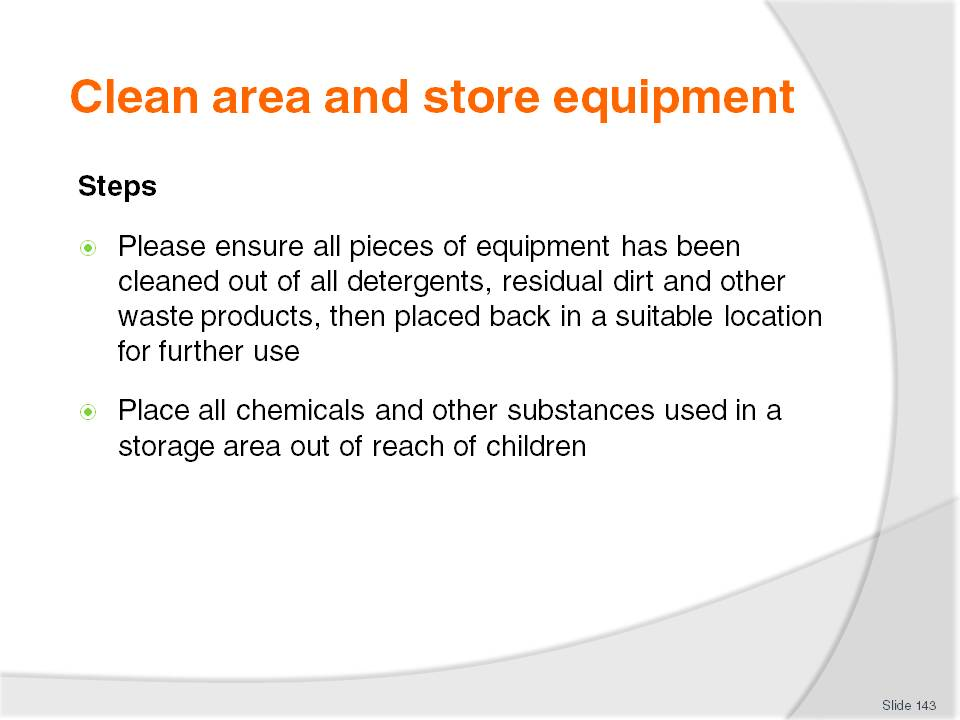 Clean area and store equipment
Steps
Please ensure all pieces of equipment has been
cleaned out of all detergents, residual dirt and other
waste products, then placed back in a suitable location
for further use
Place all chemicals and other substances used in a
storage area out of reach of children
Slide 143